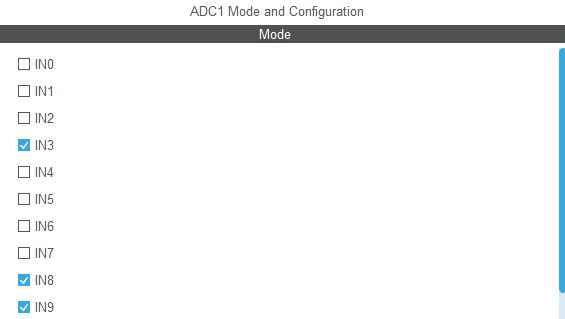 ADC1 Mode and Configuration
Mode
IN0
IN1
IN2
IN3
IN4
IN5
IN6
IN7
IN8
IN9